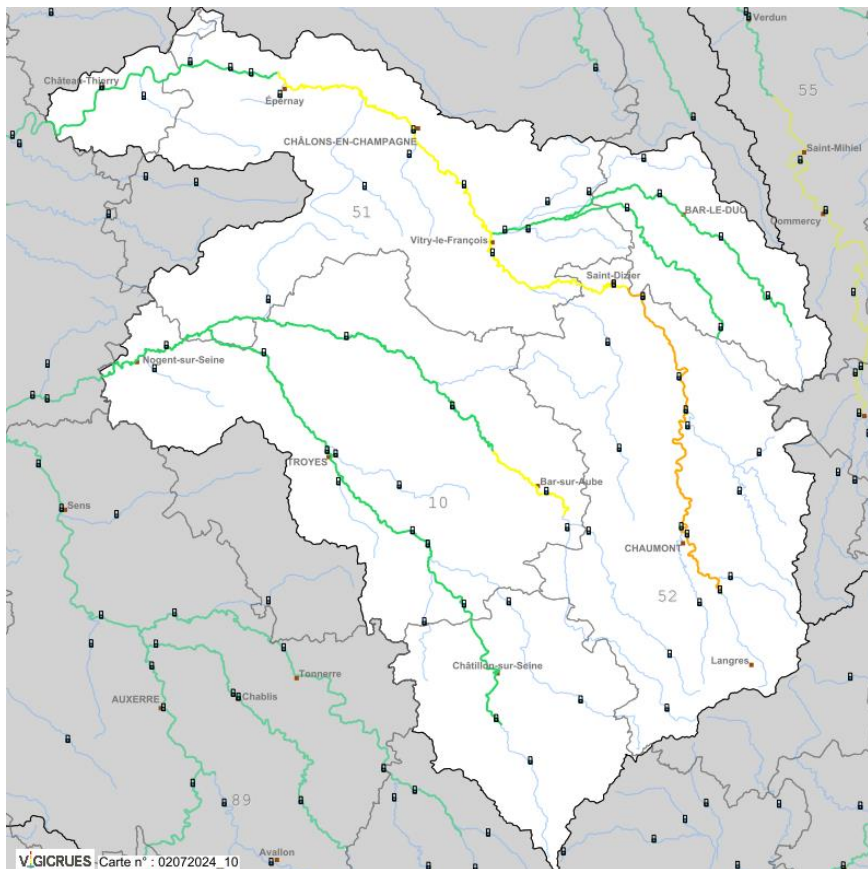 Verdun
Château-Thierry
55
Épernay
CHÂLONS-EN-CHAMPAGNE
Saint-Mihiel
51
BAR-LE-DUC
Commercy
Vitry-le-François
Saint-Dizier
Nogent-sur-Seine
TROYES
Bar-sur-Aube
10
Sens
CHAUMONT
52
Châtillon-sur-Seine
Langres
Tonnerre
AUXERRE
Chablis
89
Avallon
VIGICRUES -Carte n° : 02072024_10